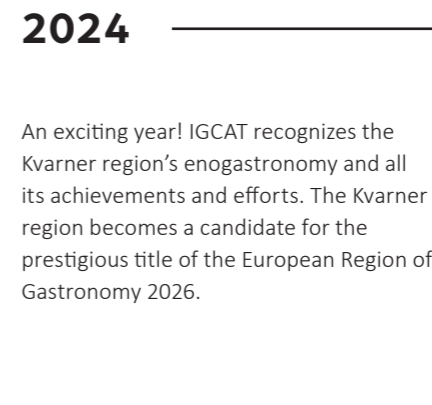 2024
An exciting year! IGCAT recognizes the
Kvarner region’s enogastronomy and all
its achievements and efforts. The Kvarner
region becomes a candidate for the
prestigious title of the European Region of
Gastronomy 2026.